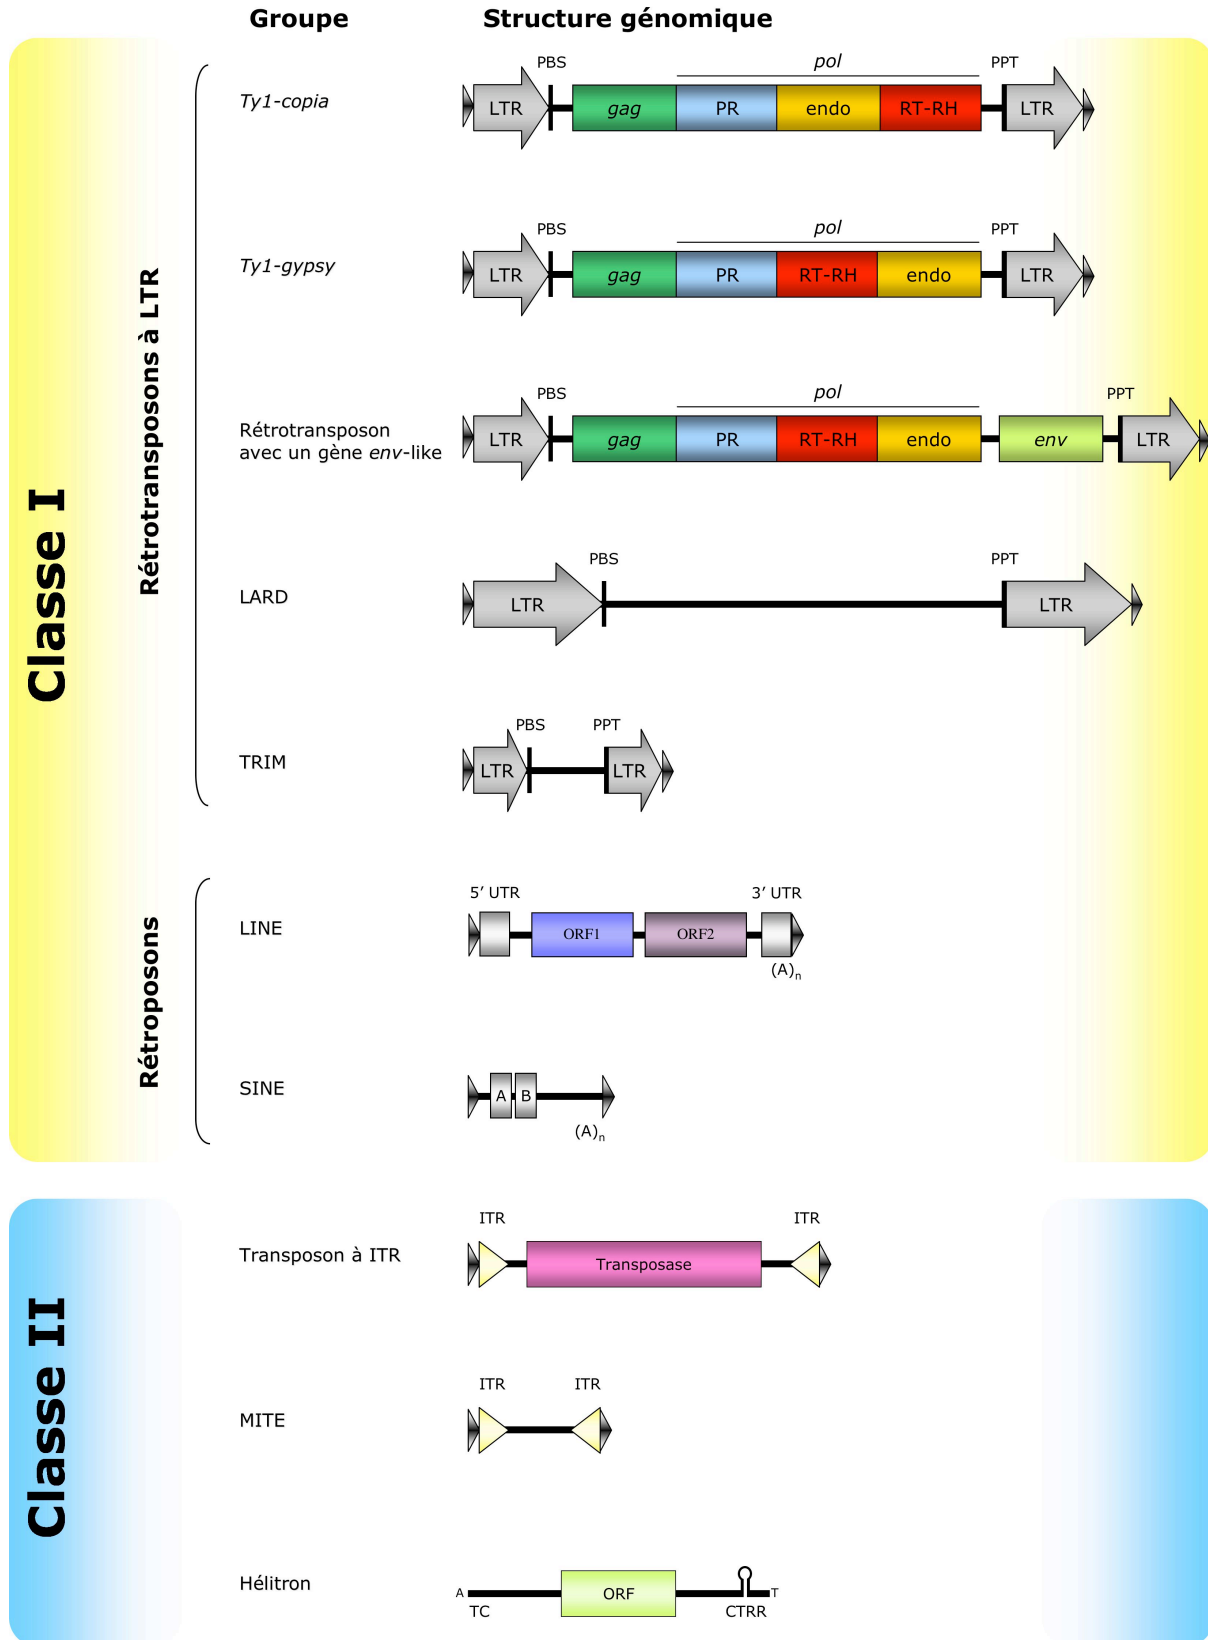 Groupe Structure génomique
Classe I
Rétrotransposons à LTR
PBS pol PPT
Ty1-copia
LTR gag PR endo RT-RH LTR
PBS pol PPT
Ty1-gypsy
LTR gag PR RT-RH endo LTR
PBS pol PPT
Rétrotransposon
avec un gène env-like
LTR gag PR RT-RH endo env LTR
PBS PPT
LARD
LTR LTR
PBS PPT
TRIM
LTR LTR
Rétroposons
5’ UTR 3’ UTR
LINE
ORF1 ORF2
(A)n
SINE
A B
(A)n
Classe II
ITR ITR
Transposon à ITR
Transposase
ITR ITR
MITE
Hélitron
A ORF T
TC CTRR